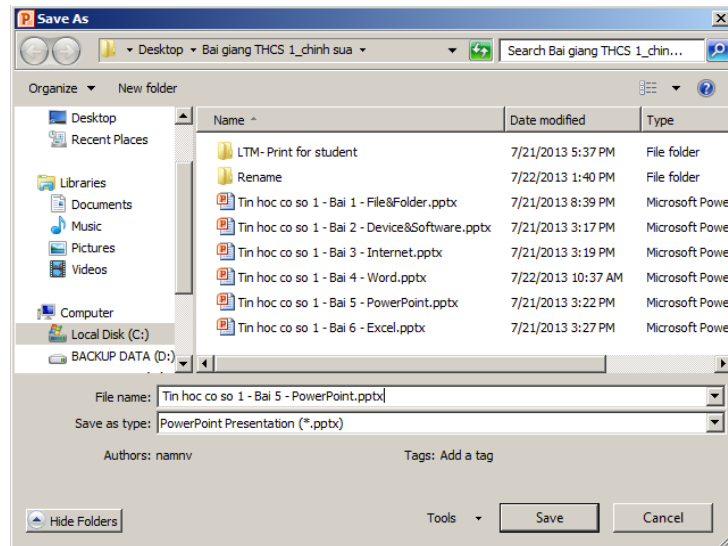 Save As
Desktop Bai giang THCS 1_chinh sua
Search Bai giang THCS 1_chin...
Organize New folder
Desktop
Recent Places
Libraries
Documents
Music
Pictures
Videos
Computer
Local Disk (C:)
BACKUP DATA (D:)
Name Date modified Type
LTM- Print for student 7/21/2013 5:37 PM File folder
Rename 7/22/2013 1:40 PM File folder
Tin hoc co so 1 - Bai 1 - File&Folder.pptx 7/21/2013 8:39 PM Microsoft Powe
Tin hoc co so 1 - Bai 2 - Device&Software.pptx 7/21/2013 3:17 PM Microsoft Powe
Tin hoc co so 1 - Bai 3 - Internet.pptx 7/21/2013 3:19 PM Microsoft Powe
Tin hoc co so 1 - Bai 4 - Word.pptx 7/22/2013 10:37 AM Microsoft Powe
Tin hoc co so 1 - Bai 5 - PowerPoint.pptx 7/21/2013 3:22 PM Microsoft Powe
Tin hoc co so 1 - Bai 6 - Excel.pptx 7/21/2013 3:27 PM Microsoft Powe
File name: Tin hoc co so 1 - Bai 5 - PowerPoint.pptx
Save as type: PowerPoint Presentation (*.pptx)
Authors: namnv Tags: Add a tag
Hide Folders Tools Save Cancel